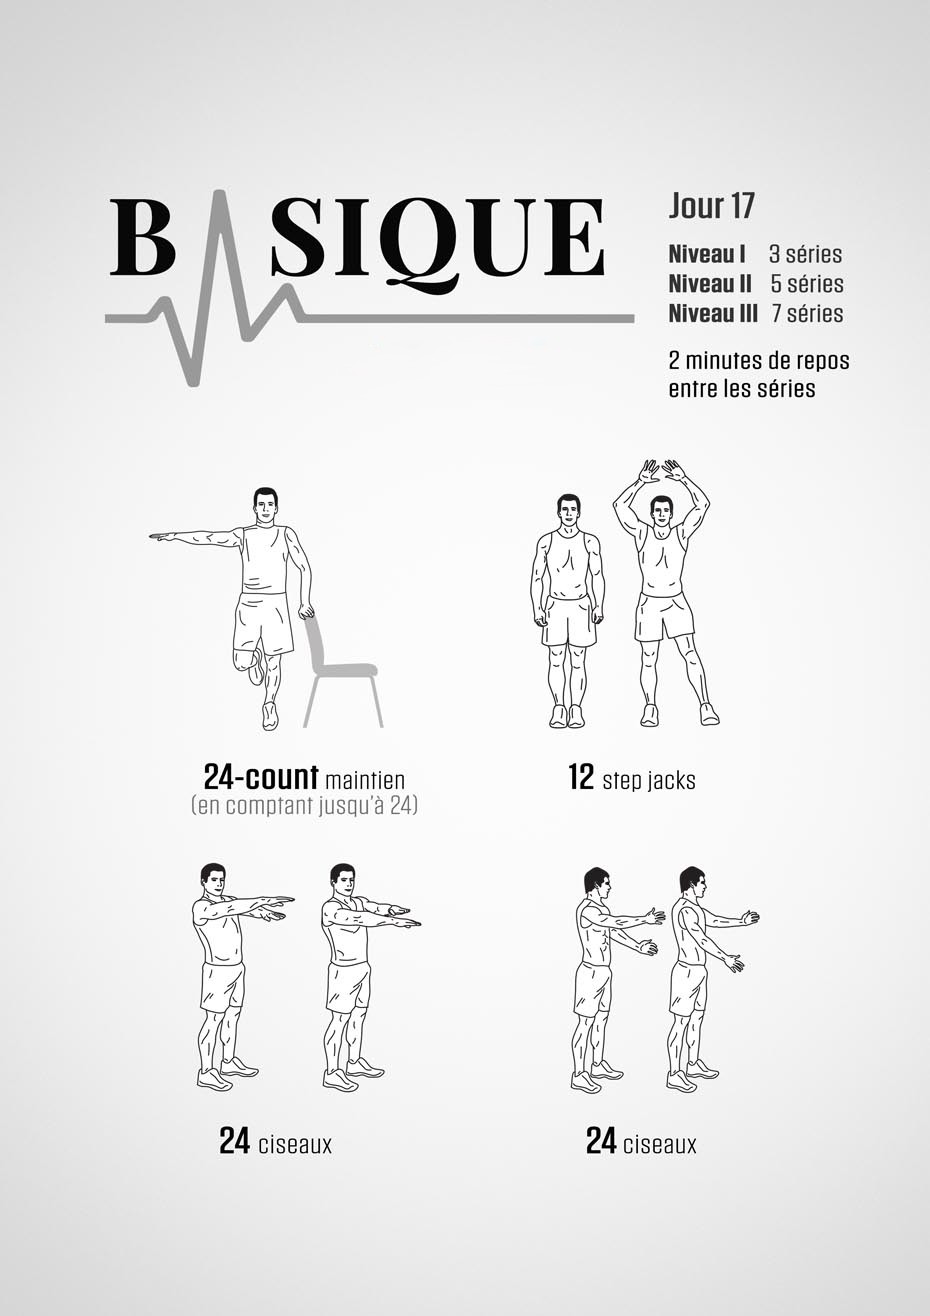 BASIQUE
Jour 17
Niveau I 3 séries
Niveau II 5 séries
Niveau III 7 séries
2 minutes de repos
entre les séries
24-count maintien
(en comptant jusqu'à 24)
12 step jacks
24 ciseaux
24 ciseaux